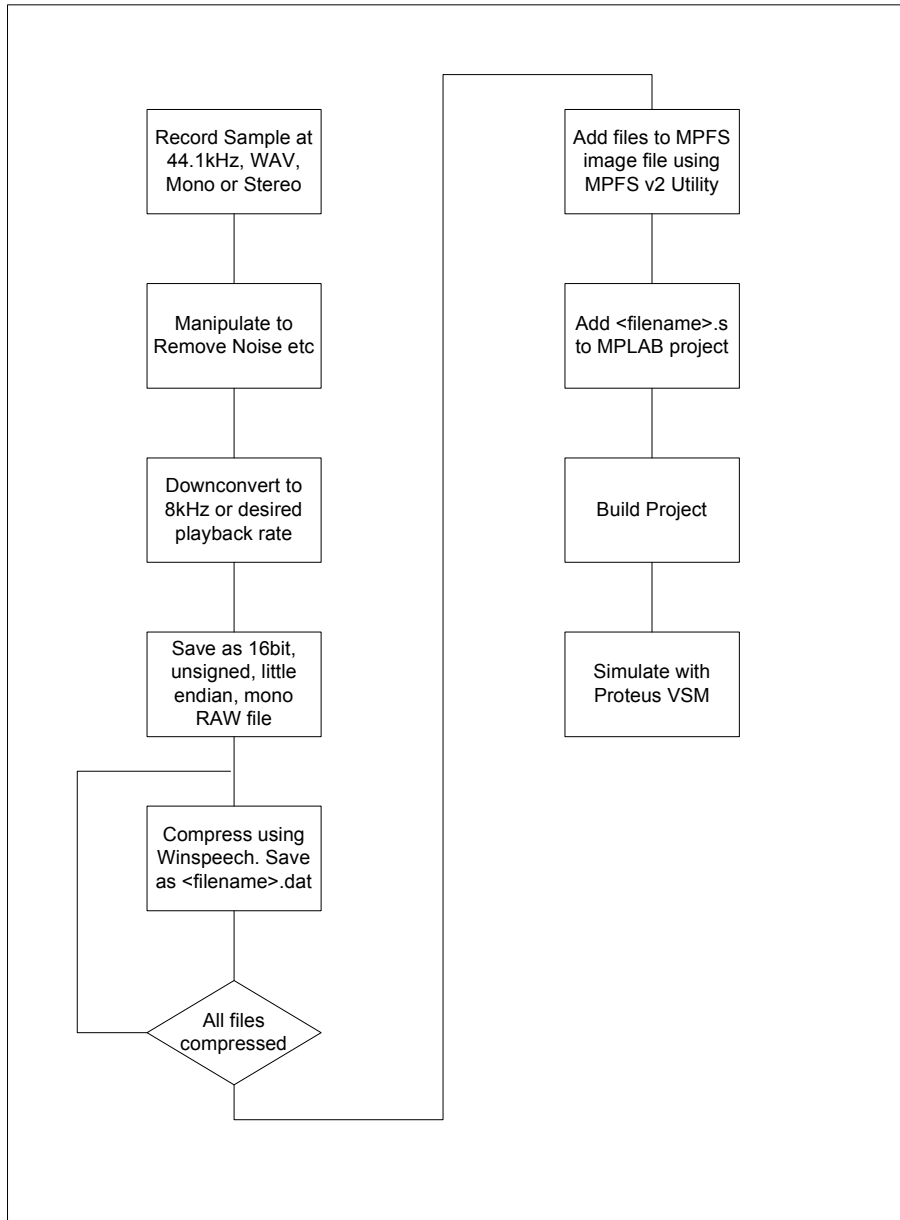 Record Sample at
44.1kHz, WAV,
Mono or Stereo
Manipulate to
Remove Noise etc
Downconvert to
8kHz or desired
playback rate
Save as 16bit,
unsigned, little
endian, mono
RAW file
Compress using
Winspeech. Save
as <filename>.dat
All files
compressed
Add files to MPFS
image file using
MPFS v2 Utility
Add <filename>.s
to MPLAB project
Build Project
Simulate with
Proteus VSM